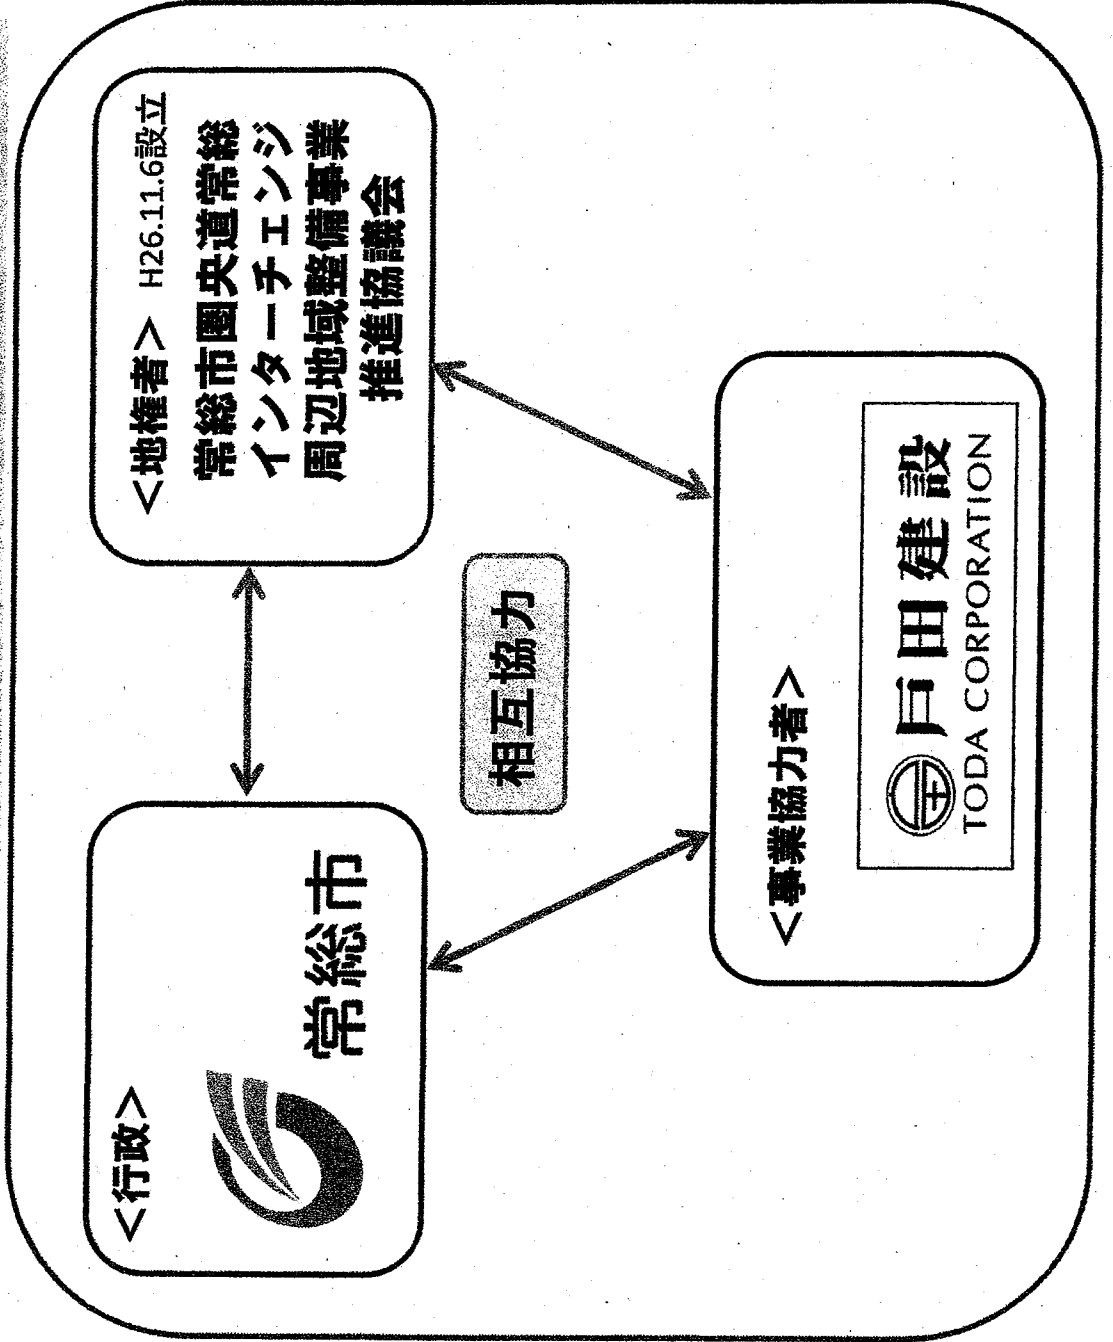 <行政>
常総市
<地権者> H26.11.6設立
常総市圏央道常総
インターチェンジ
周辺地域整備事業
推進協議会
相互協力
<事業協力者>
戸田建設
TODA CORPORATION